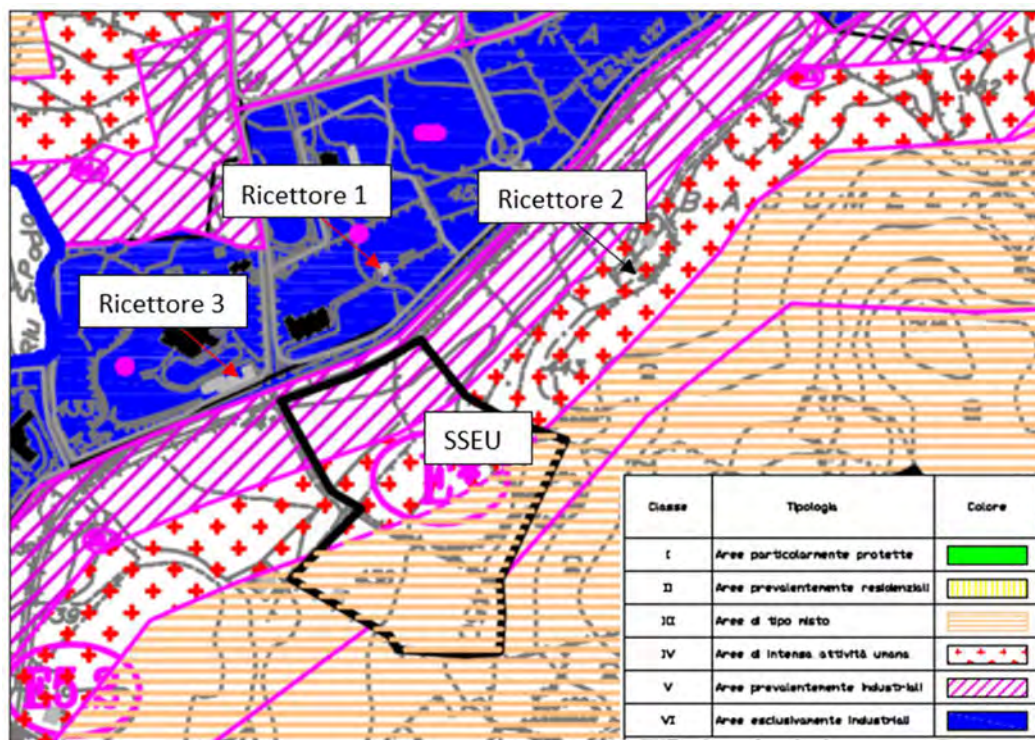 Ricettore 1
Ricettore 2
Ricettore 3
SSEU
Classe Tipologia Colore
I Aree particolarmente protette
II Aree prevalentemente residenziali
III Aree di tipo misto
IV Aree di intensa attività umana
V Aree prevalentemente industriali
VI Aree esclusivamente industriali